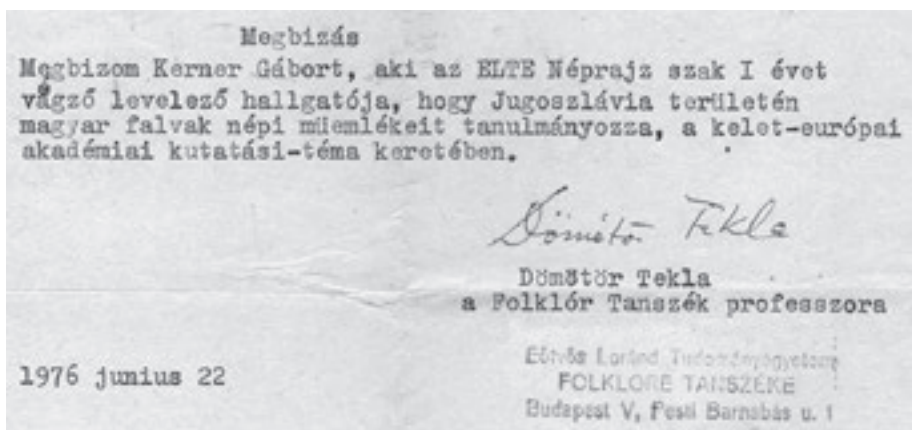 Megbizás
Megbizom Kerner Gábort, aki az ELTE Néprajz szak I évet
végző levelező hallgatója, hogy Jugoszlávia területén
magyar falvak népi müemlékeit tanulmányozza, a kelet-európai
akadémiai kutatási-téma keretében.
Dömötör Tekla
Dömötör Tekla
a Folklór Tanszék professzora
1976 junius 22
Eötvös Loránd Tudományegyetem
FOLKLORE TANSZÉKE
Budapest V, Pesti Barnabás u. 1